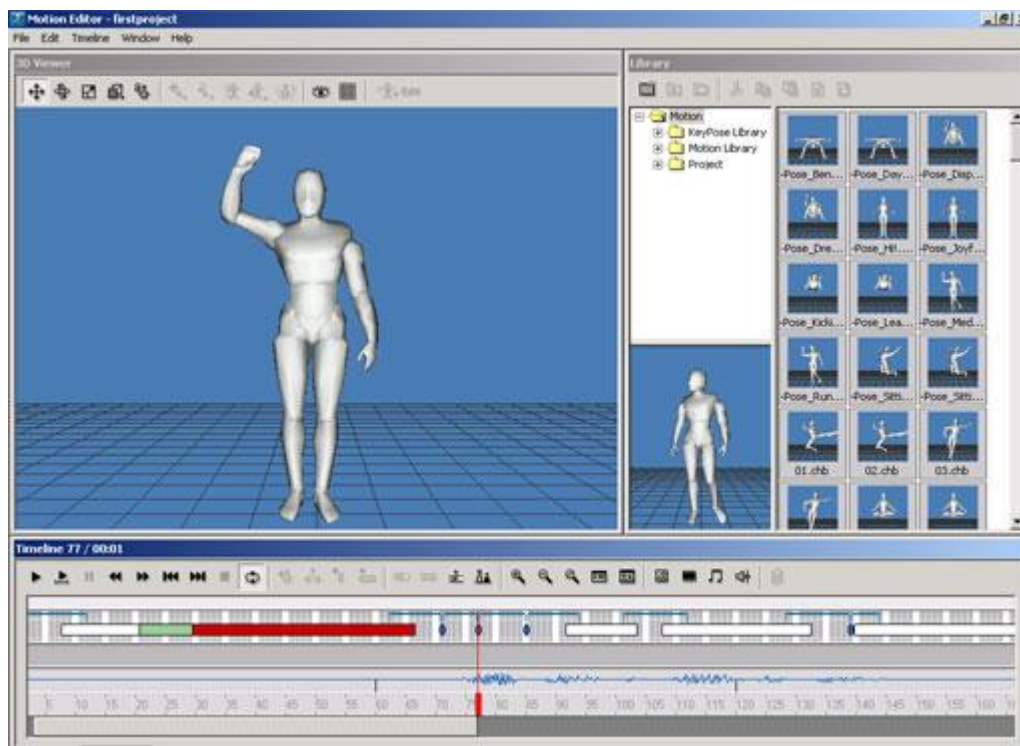 Motion Editor - firstproject
File Edit Timeline Window Help
3D Viewer
Library
Motion
KeyPose Library
Motion Library
Project
-Pose_Ben... -Pose_Day... -Pose_Disp...
-Pose_Dre... -Pose_Hit... -Pose_Joyf...
-Pose_Kicki... -Pose_Lea... -Pose_Med...
-Pose_Run... -Pose_Sitti... -Pose_Sitti...
01.chb 02.chb 03.chb
Timeline 77 / 00:01
5 10 15 20 25 30 35 40 45 50 55 60 65 70 75 80 85 90 95 100 105 110 115 120 125 130 135 140 145 150 155 160